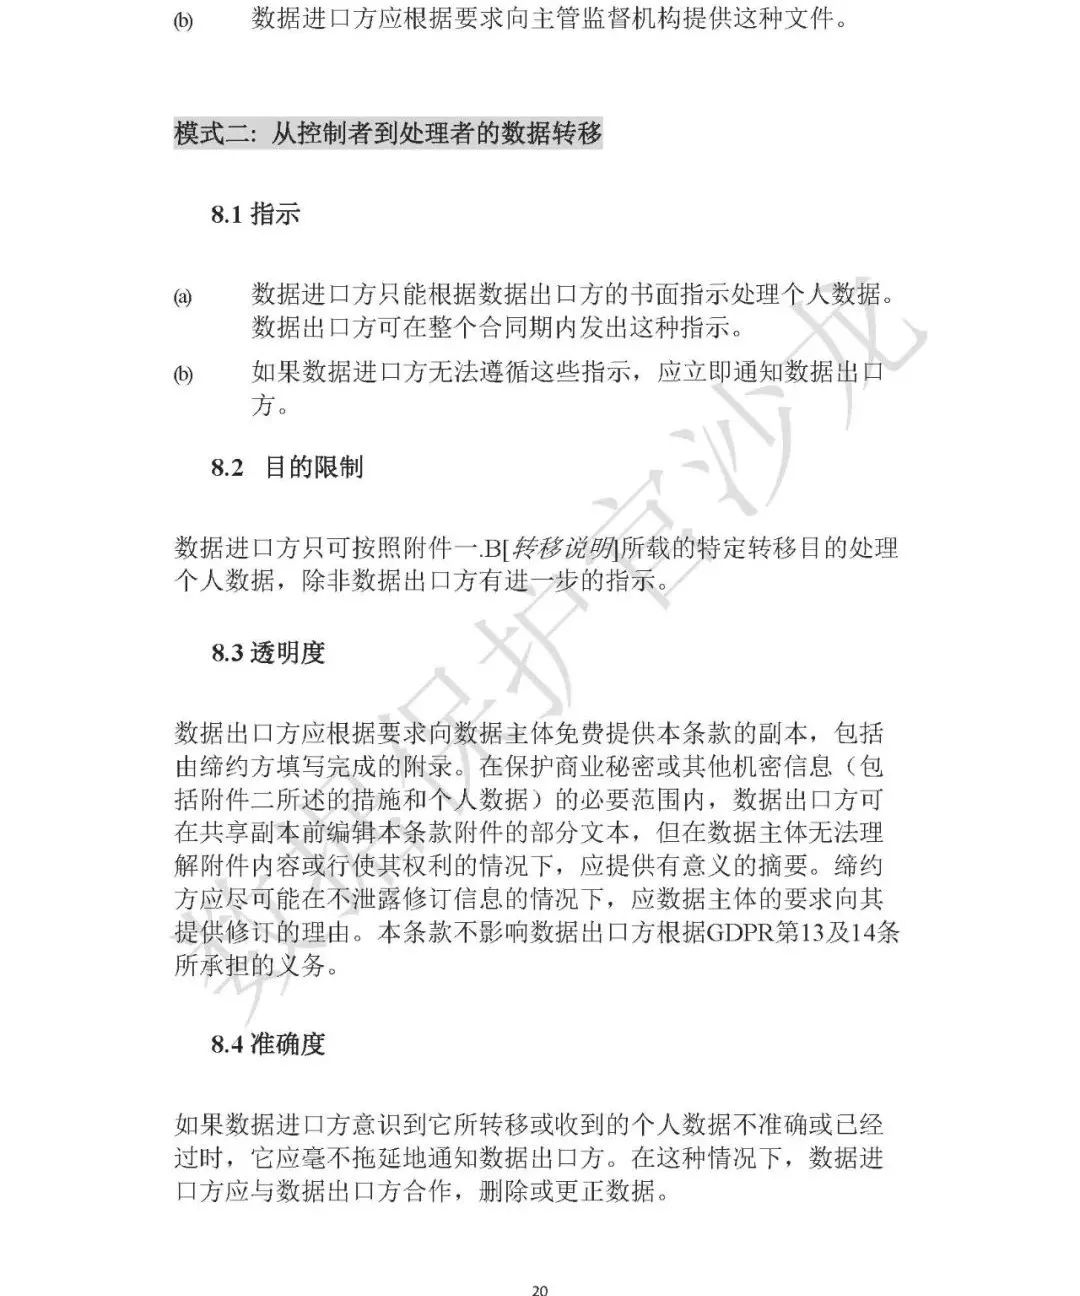 (b) 数据进口方应根据要求向主管监督机构提供这种文件。
模式二：从控制者到处理者的数据转移
8.1 指示
(a) 数据进口方只能根据数据出口方的书面指示处理个人数据。
数据出口方可在整个合同期内发出这种指示。
(b) 如果数据进口方无法遵循这些指示，应立即通知数据出口
方。
8.2 目的限制
数据进口方只可按照附件一.B[转移说明]所载的特定转移目的处理
个人数据，除非数据出口方有进一步的指示。
8.3 透明度
数据出口方应根据要求向数据主体免费提供本条款的副本，包括
由缔约方填写完成的附录。在保护商业秘密或其他机密信息（包
括附件二所述的措施和个人数据）的必要范围内，数据出口方可
在共享副本前编辑本条款附件的部分文本，但在数据主体无法理
解附件内容或行使其权利的情况下，应提供有意义的摘要。缔约
方应尽可能在不泄露修订信息的情况下，应数据主体的要求向其
提供修订的理由。本条款不影响数据出口方根据GDPR第13及14条
所承担的义务。
8.4 准确度
如果数据进口方意识到它所转移或收到的个人数据不准确或已经
过时，它应毫不拖延地通知数据出口方。在这种情况下，数据进
口方应与数据出口方合作，删除或更正数据。
20
数据保护官沙龙